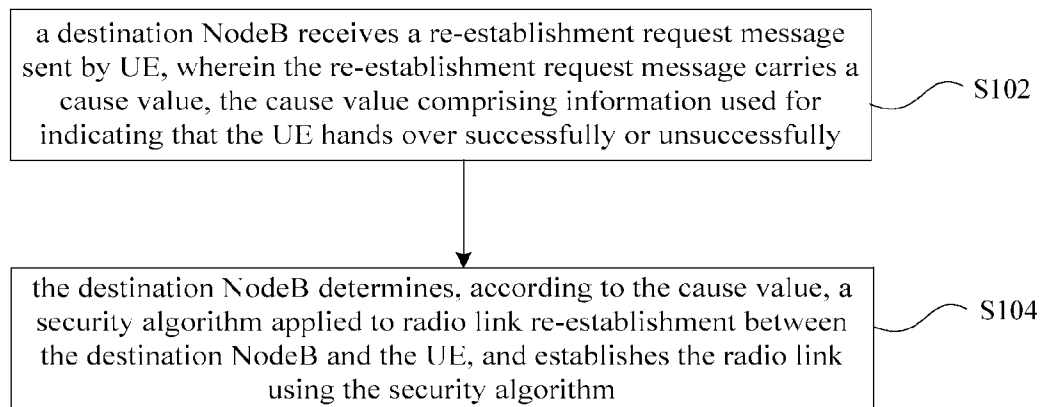 a destination NodeB receives a re-establishment request message
sent by UE, wherein the re-establishment request message carries a
cause value, the cause value comprising information used for
indicating that the UE hands over successfully or unsuccessfully
S102
the destination NodeB determines, according to the cause value, a
security algorithm applied to radio link re-establishment between
the destination NodeB and the UE, and establishes the radio link
using the security algorithm
S104